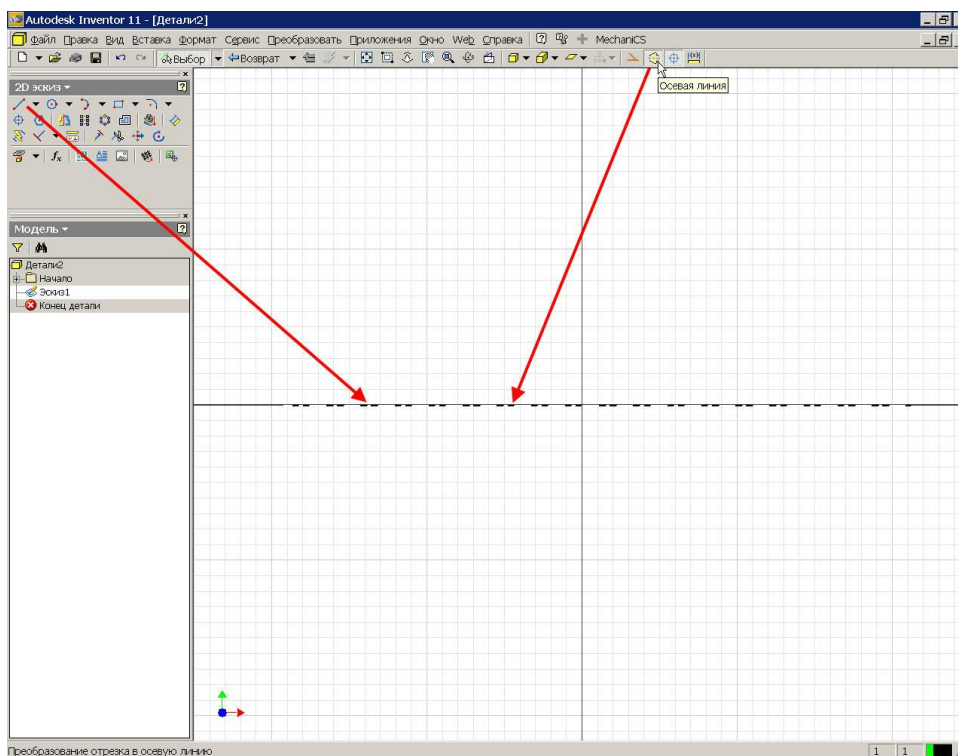 Autodesk Inventor 11 - [Детали2]
Файл Правка Вид Вставка Формат Сервис Преобразовать Приложения Окно Web Справка MechaniCS
Выбор Возврат
Осевая линия
2D эскиз
Модель
Детали2
Начало
Эскиз1
Конец детали
Преобразование отрезка в осевую линию 1 1